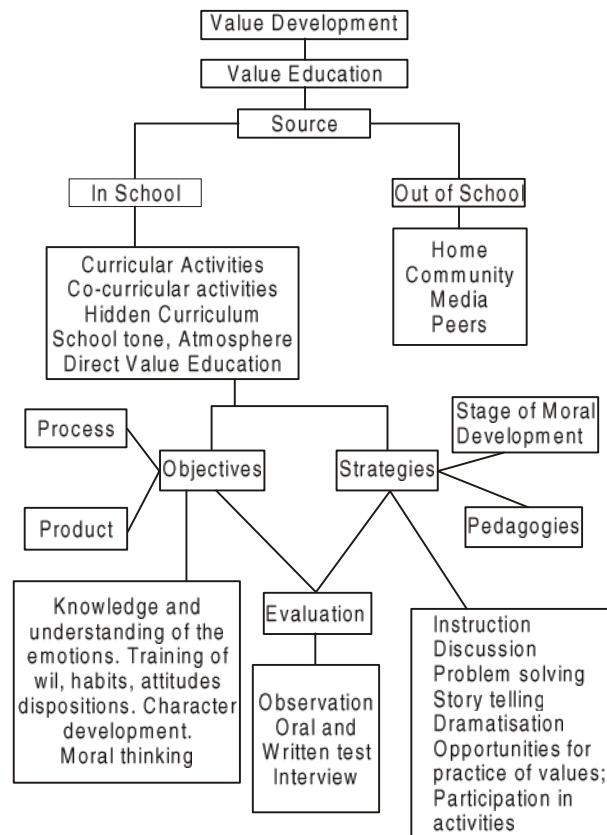 Value Development
Value Education
Source
In School
Out of School
Curricular Activities
Co-curricular activities
Hidden Curriculum
School tone, Atmosphere
Direct Value Education
Home
Community
Media
Peers
Process
Product
Objectives
Strategies
Stage of Moral
Development
Pedagogies
Knowledge and
understanding of the
emotions. Training of
wil, habits, attitudes
dispositions. Character
development.
Moral thinking
Evaluation
Observation
Oral and
Written test
Interview
Instruction
Discussion
Problem solving
Story telling
Dramatisation
Opportunities for
practice of values;
Participation in
activities